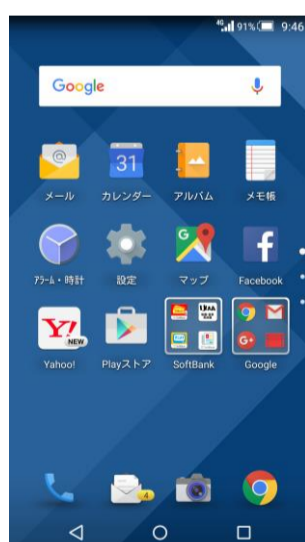 4G 91% 9:46
Google
31
メール カレンダー アルバム メモ帳
アラーム・時計 設定 マップ Facebook
Y! NEW
Yahoo! Playストア SoftBank Google
4